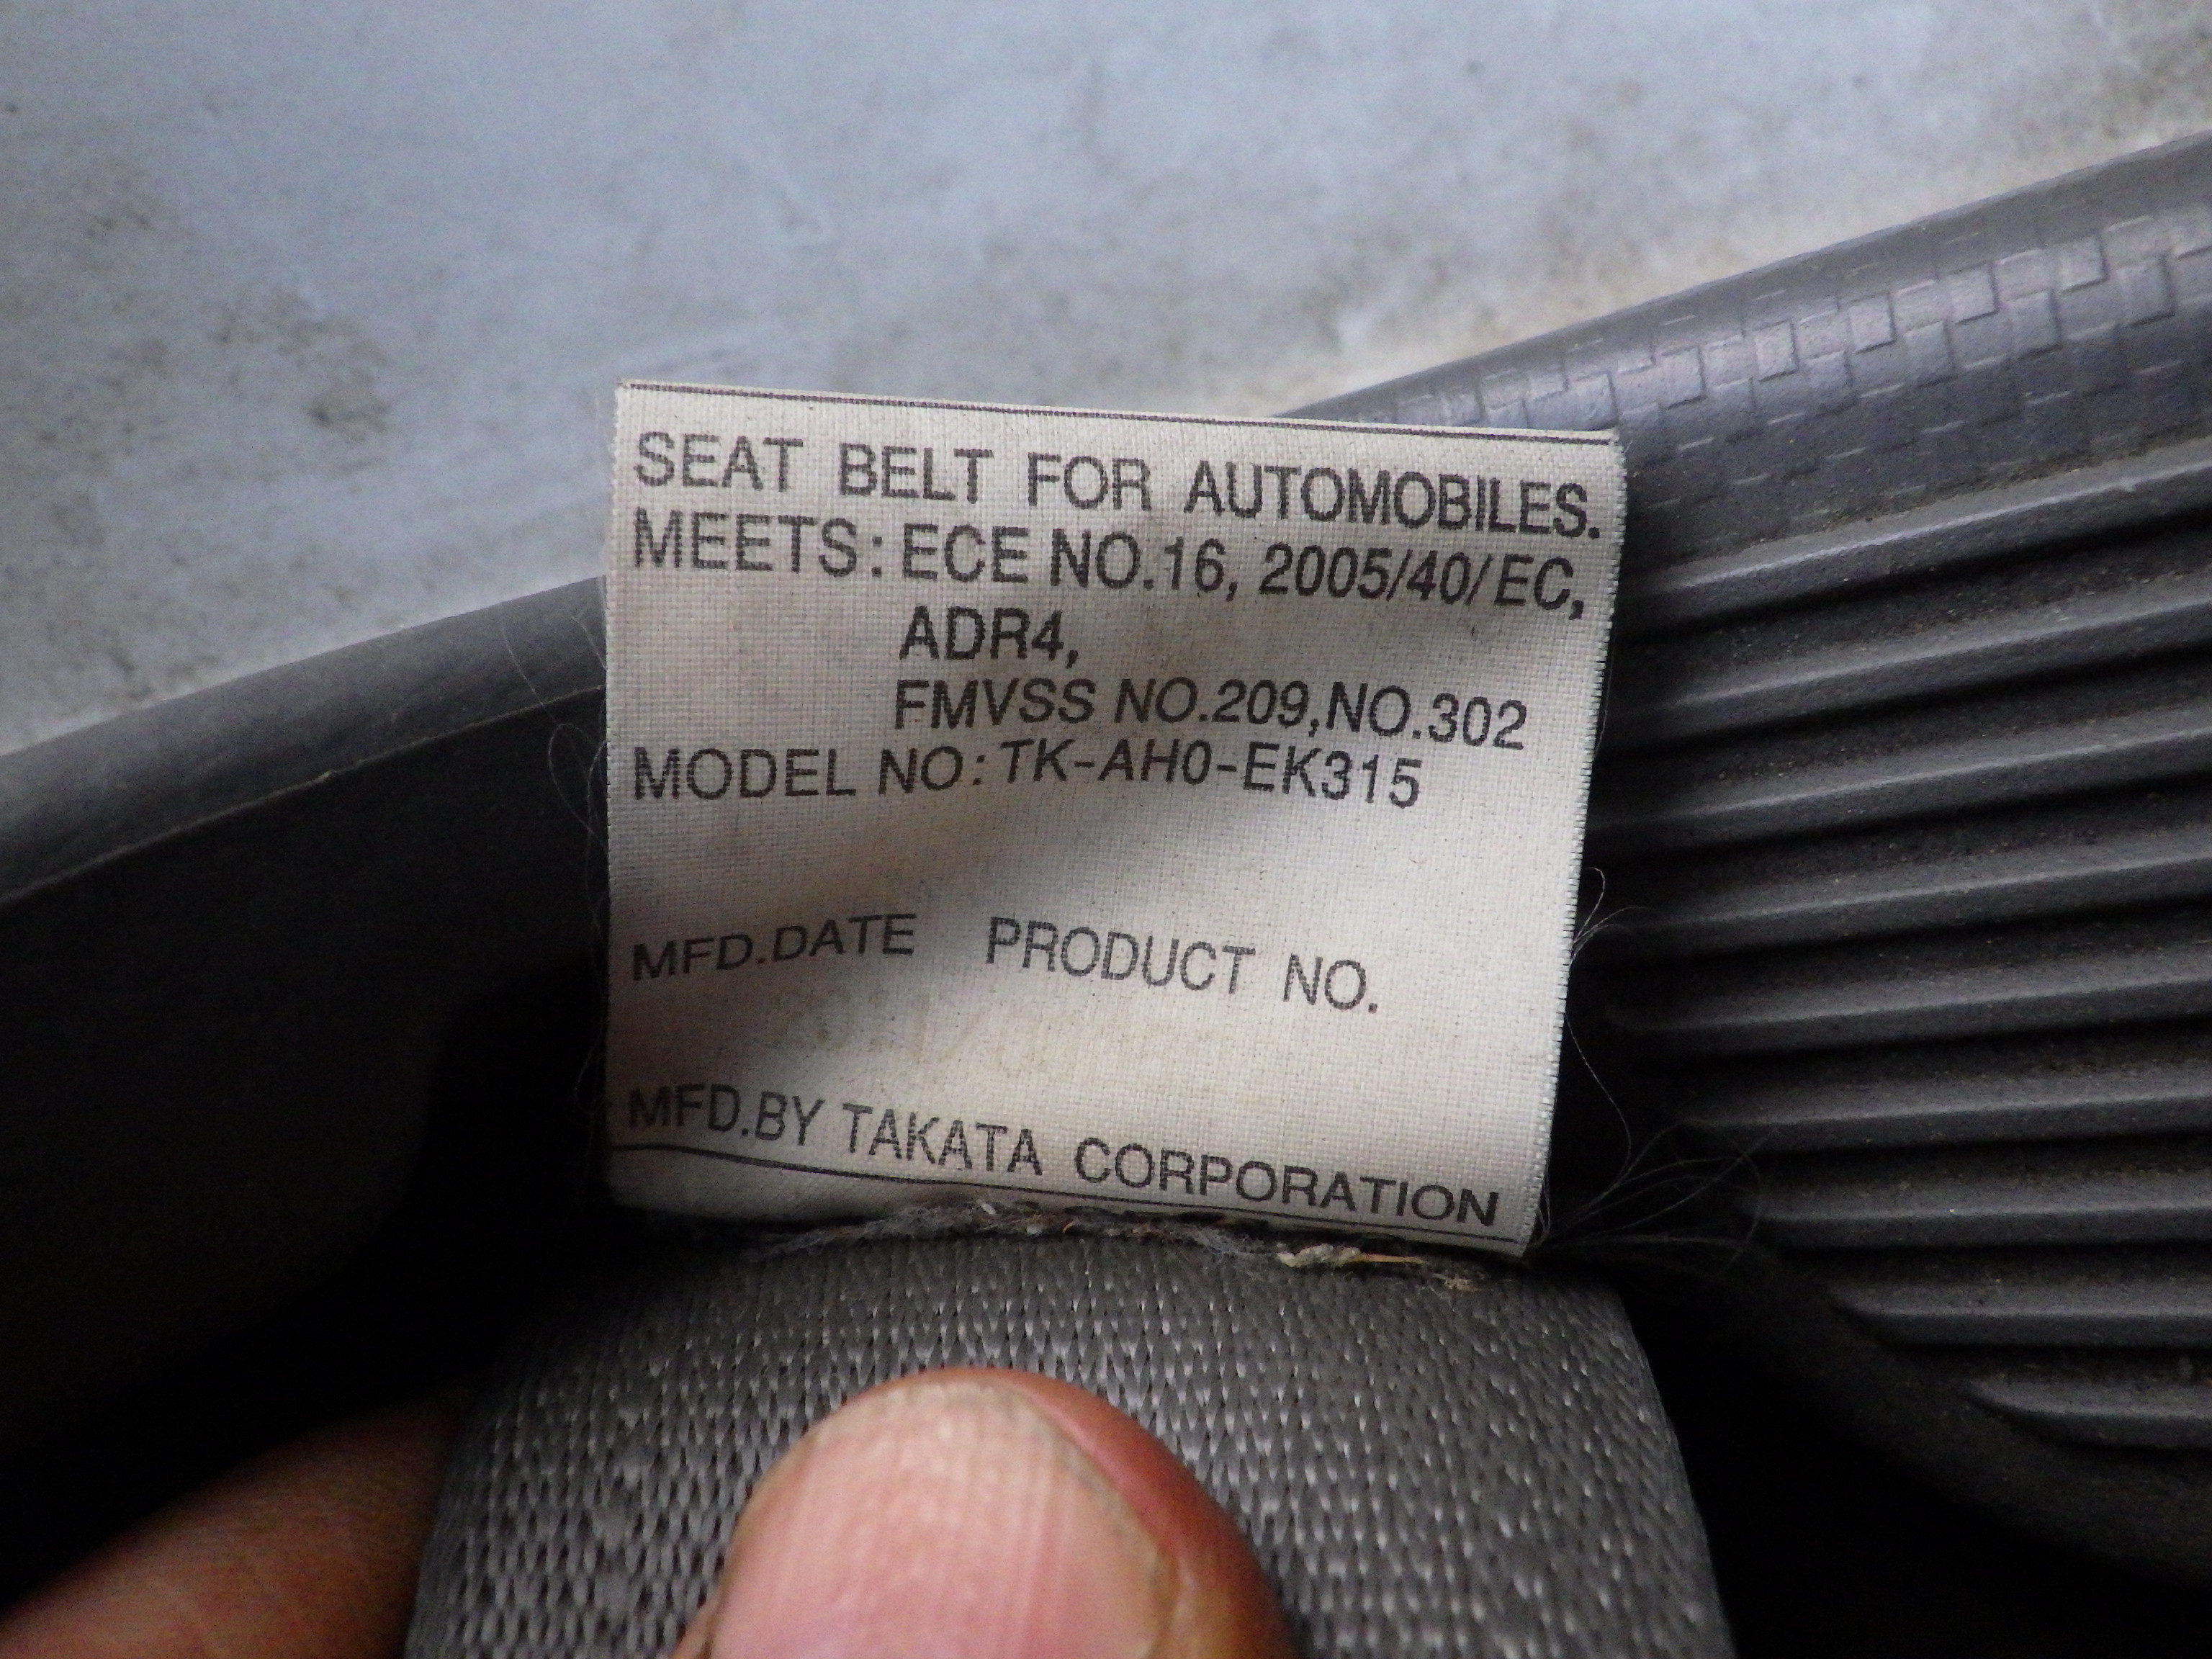 SEAT BELT FOR AUTOMOBILES.
MEETS: ECE NO.16, 2005/40/EC,
ADR4,
FMVSS NO.209,NO.302
MODEL NO: TK-AH0-EK315
MFD.DATE PRODUCT NO.
MFD.BY TAKATA CORPORATION